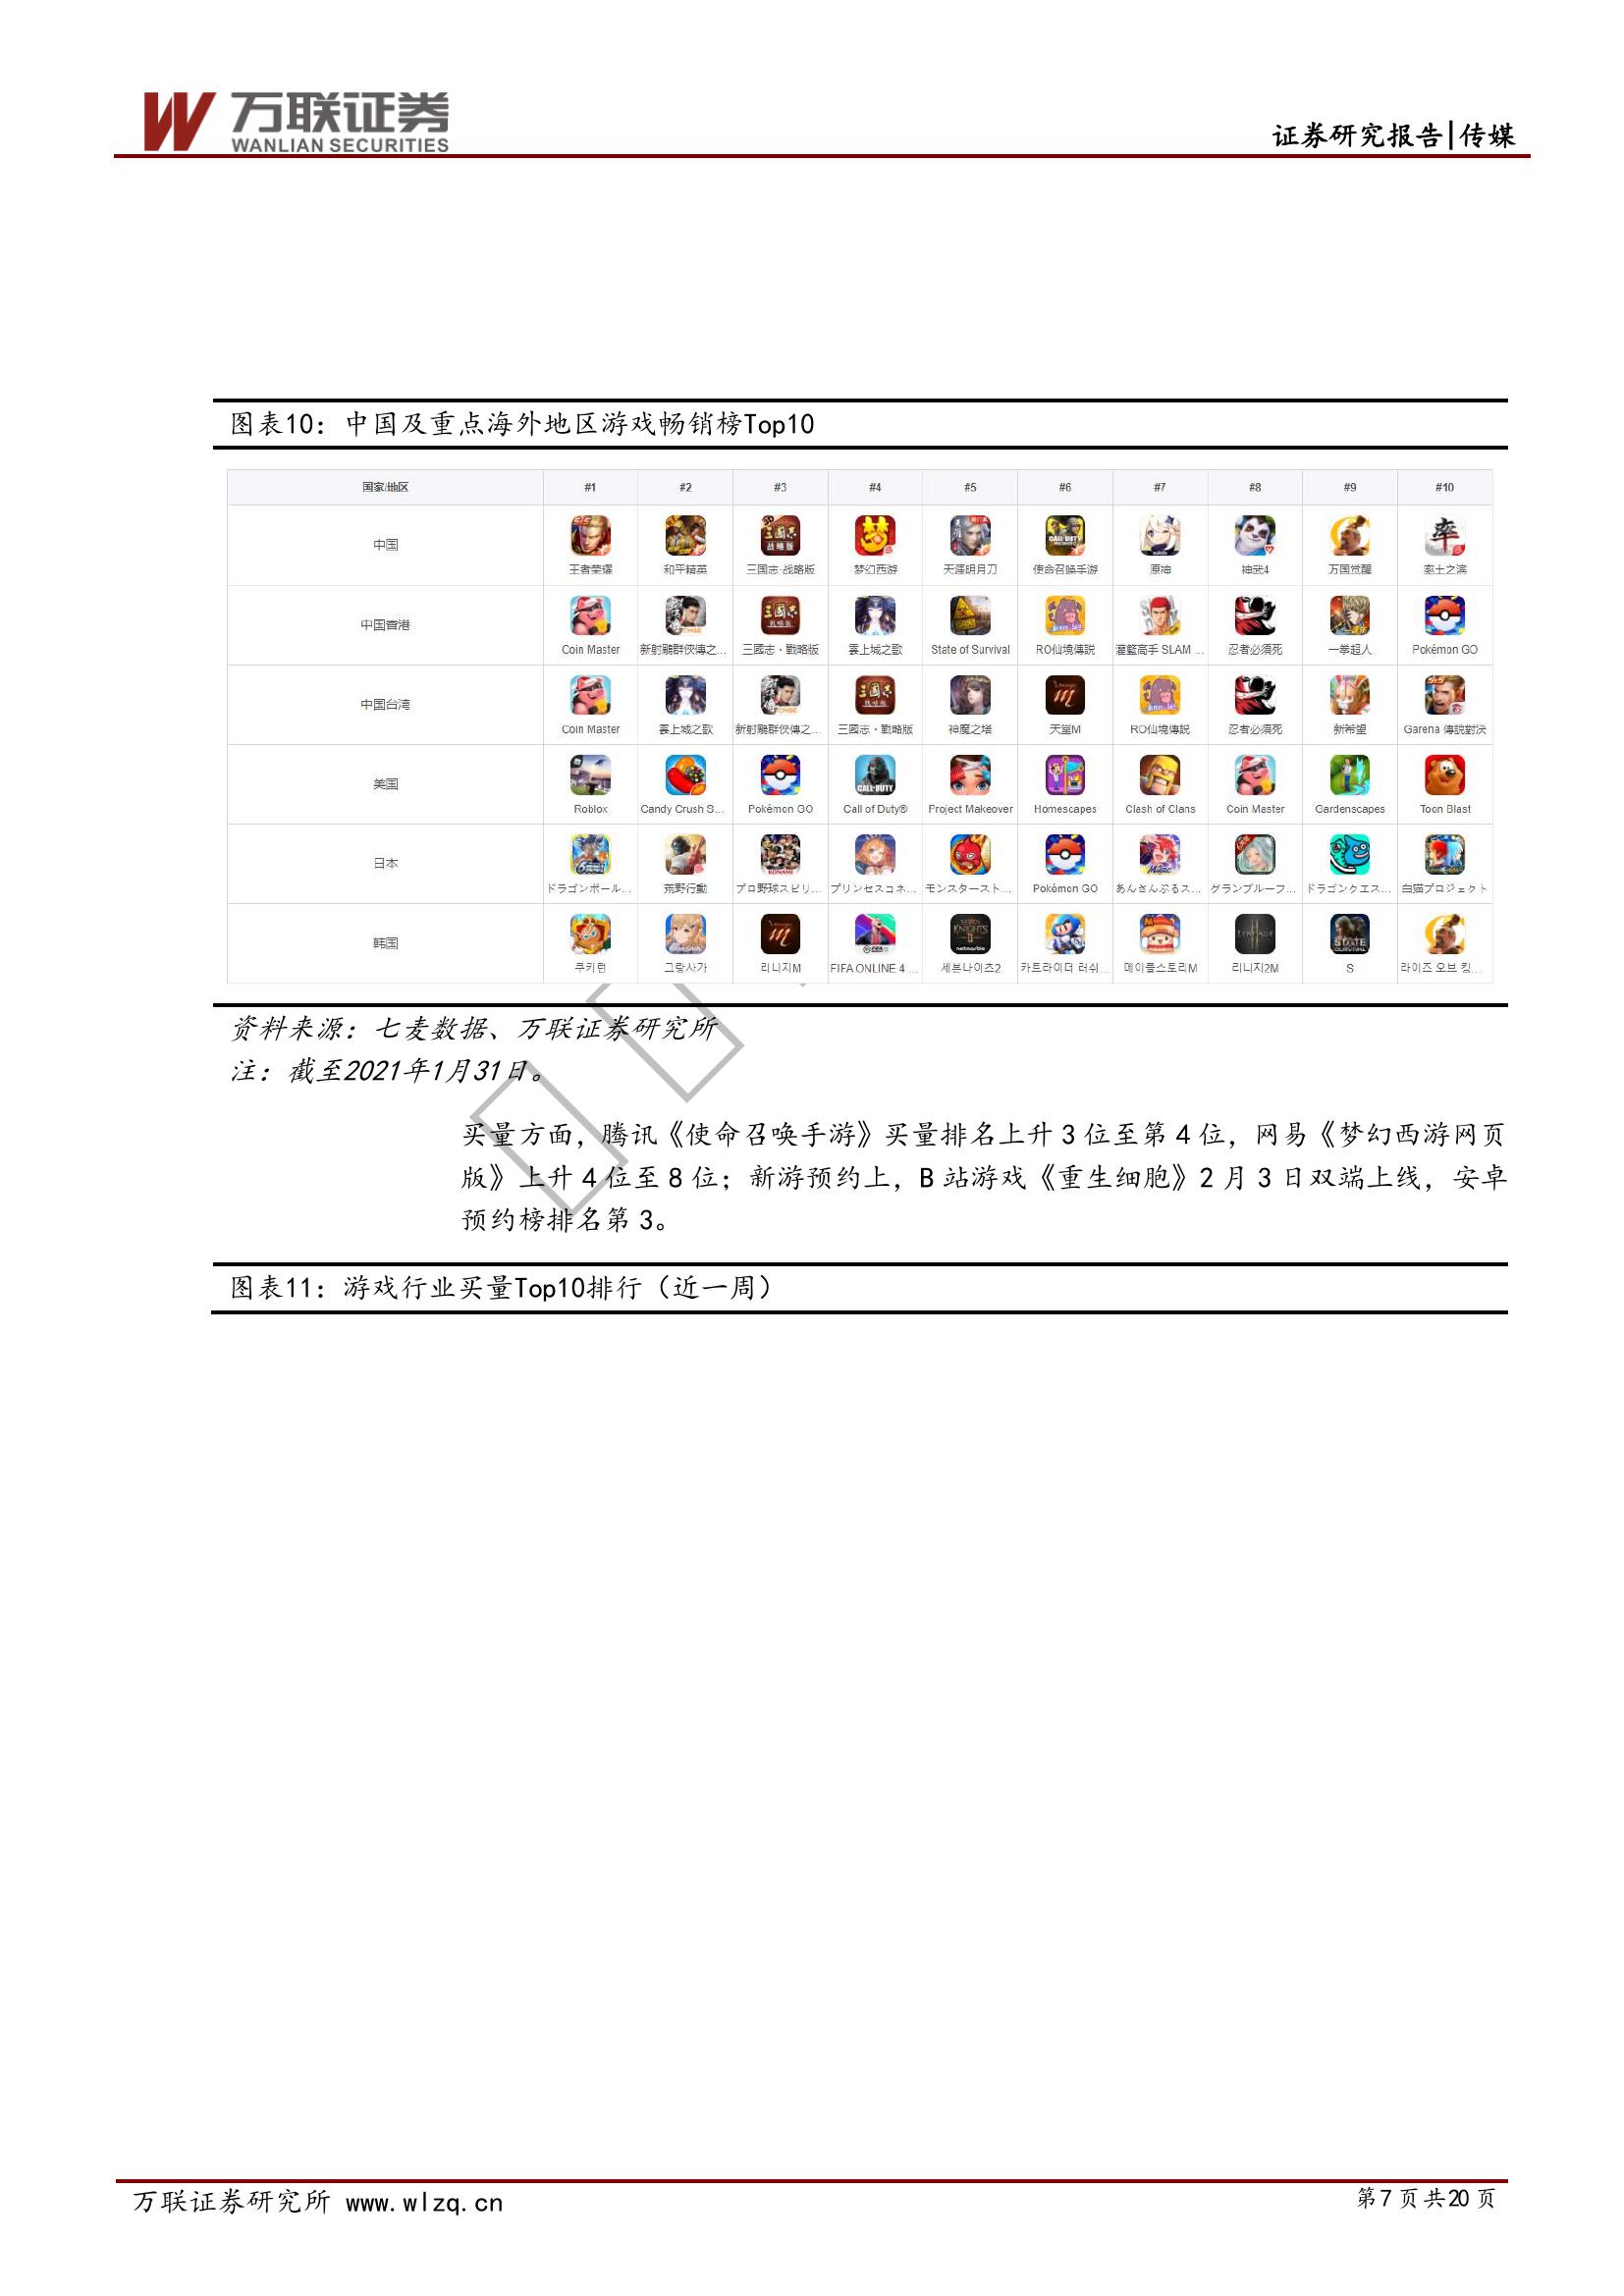 万联证券
WANLIAN SECURITIES
证券研究报告|传媒
图表10：中国及重点海外地区游戏畅销榜Top10
国家/地区 #1 #2 #3 #4 #5 #6 #7 #8 #9 #10
中国 王者荣耀 和平精英 三国志·战略版 梦幻西游 天涯明月刀 使命召唤手游 原神 神武4 万国觉醒 率土之滨
中国香港 Coin Master 新射鵰群俠傳之... 三國志・戰略版 雲上城之歌 State of Survival RO仙境傳説 灌籃高手 SLAM ... 忍者必須死 一拳超人 Pokémon GO
中国台湾 Coin Master 雲上城之歌 新射鵰群俠傳之... 三國志・戰略版 神魔之塔 天堂M RO仙境傳説 忍者必須死 新希望 Garena 傳說對決
美国 Roblox Candy Crush S... Pokémon GO Call of Duty® Project Makeover Homescapes Clash of Clans Coin Master Gardenscapes Toon Blast
日本 ドラゴンボール... 荒野行動 プロ野球スピリ... プリンセスコネ... モンスタースト... Pokémon GO あんさんぶるス... グランブルーフ... ドラゴンクエス... 白猫プロジェクト
韩国 쿠키런 그랑사가 리니지M FIFA ONLINE 4 ... 세븐나이츠2 카트라이더 러쉬... 메이플스토리M 리니지2M S 라이즈 오브 킹...
资料来源：七麦数据、万联证券研究所
注：截至2021年1月31日。
买量方面，腾讯《使命召唤手游》买量排名上升 3 位至第 4 位，网易《梦幻西游网页
版》上升 4 位至 8 位；新游预约上，B 站游戏《重生细胞》2 月 3 日双端上线，安卓
预约榜排名第 3。
图表11：游戏行业买量Top10排行（近一周）
万联证券研究所 www.wlzq.cn
第7页共20页